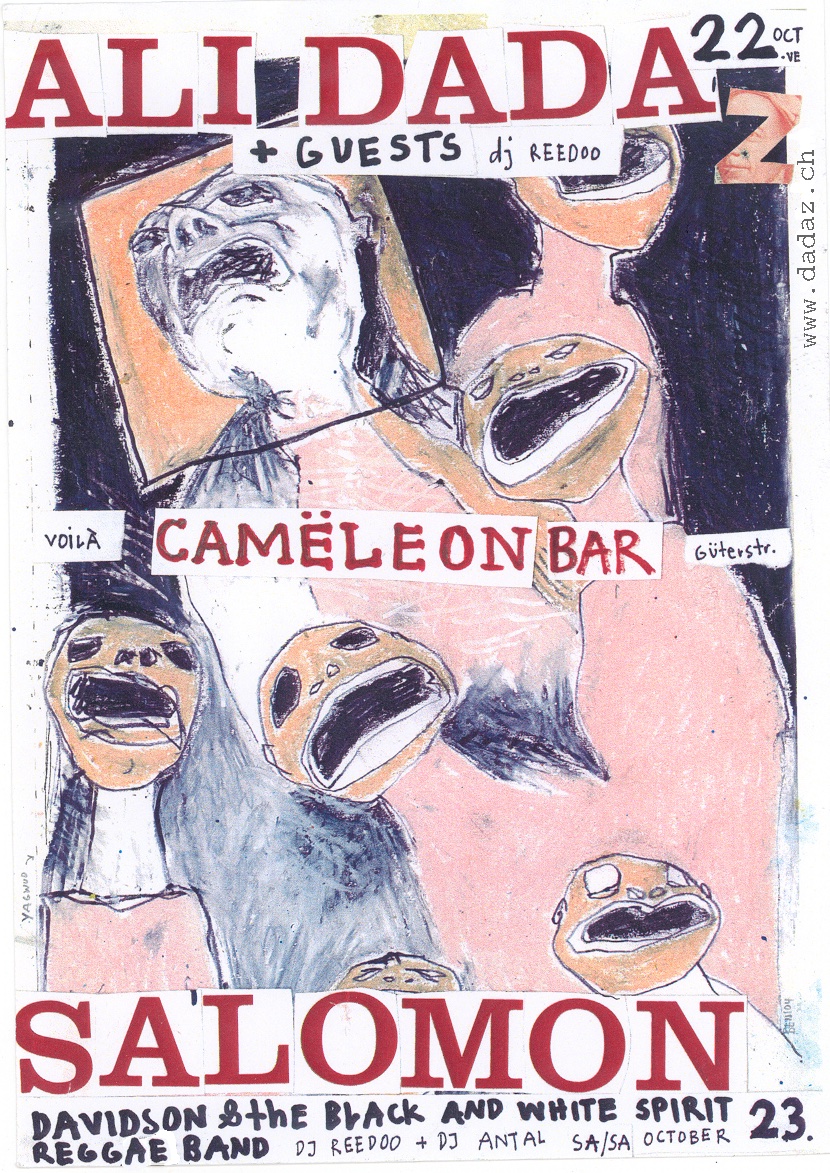 ALI DADA
22 OCT
.VE
Z
+ GUESTS dj REEDOO
www.dadaz.ch
VOILÀ CAMËLEON BAR Güterstr.
SALOMON
DAVIDSON & the BLACK AND WHITE SPIRIT 23.
REGGAE BAND DJ REEDOO + DJ ANTAL SA/SA OCTOBER